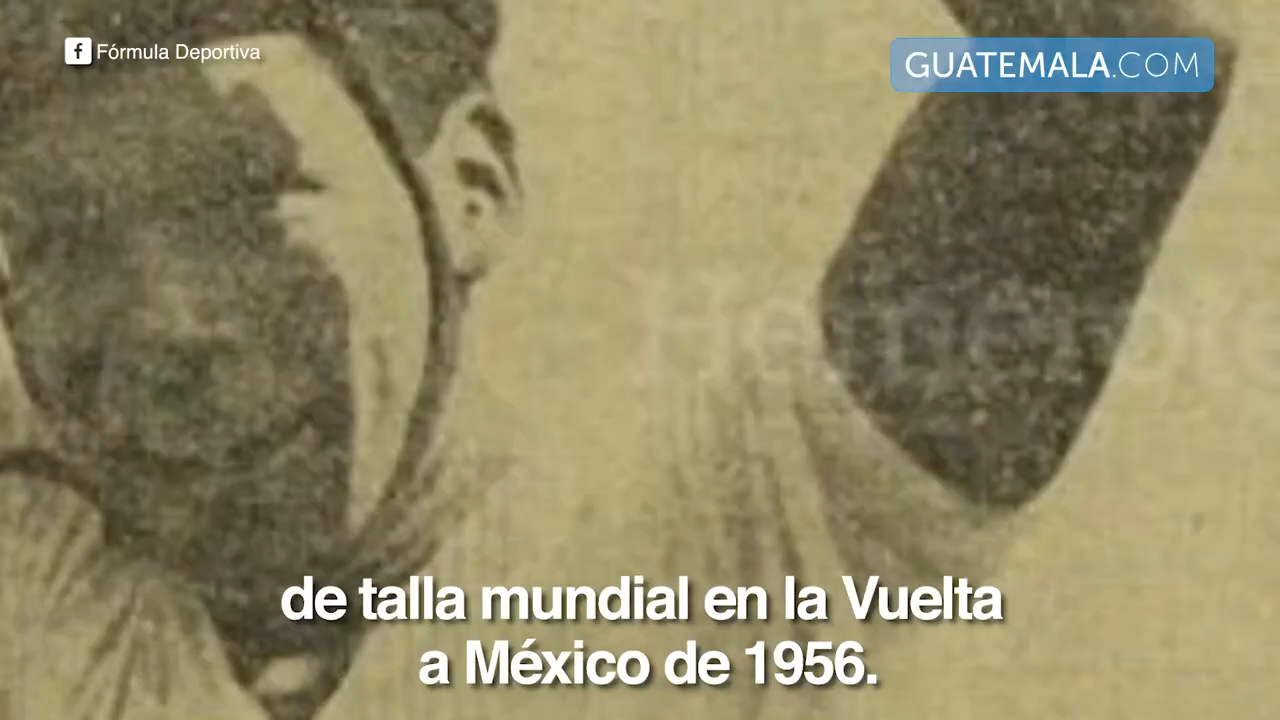 Fórmula Deportiva
GUATEMALA.COM
de talla mundial en la Vuelta
a México de 1956.